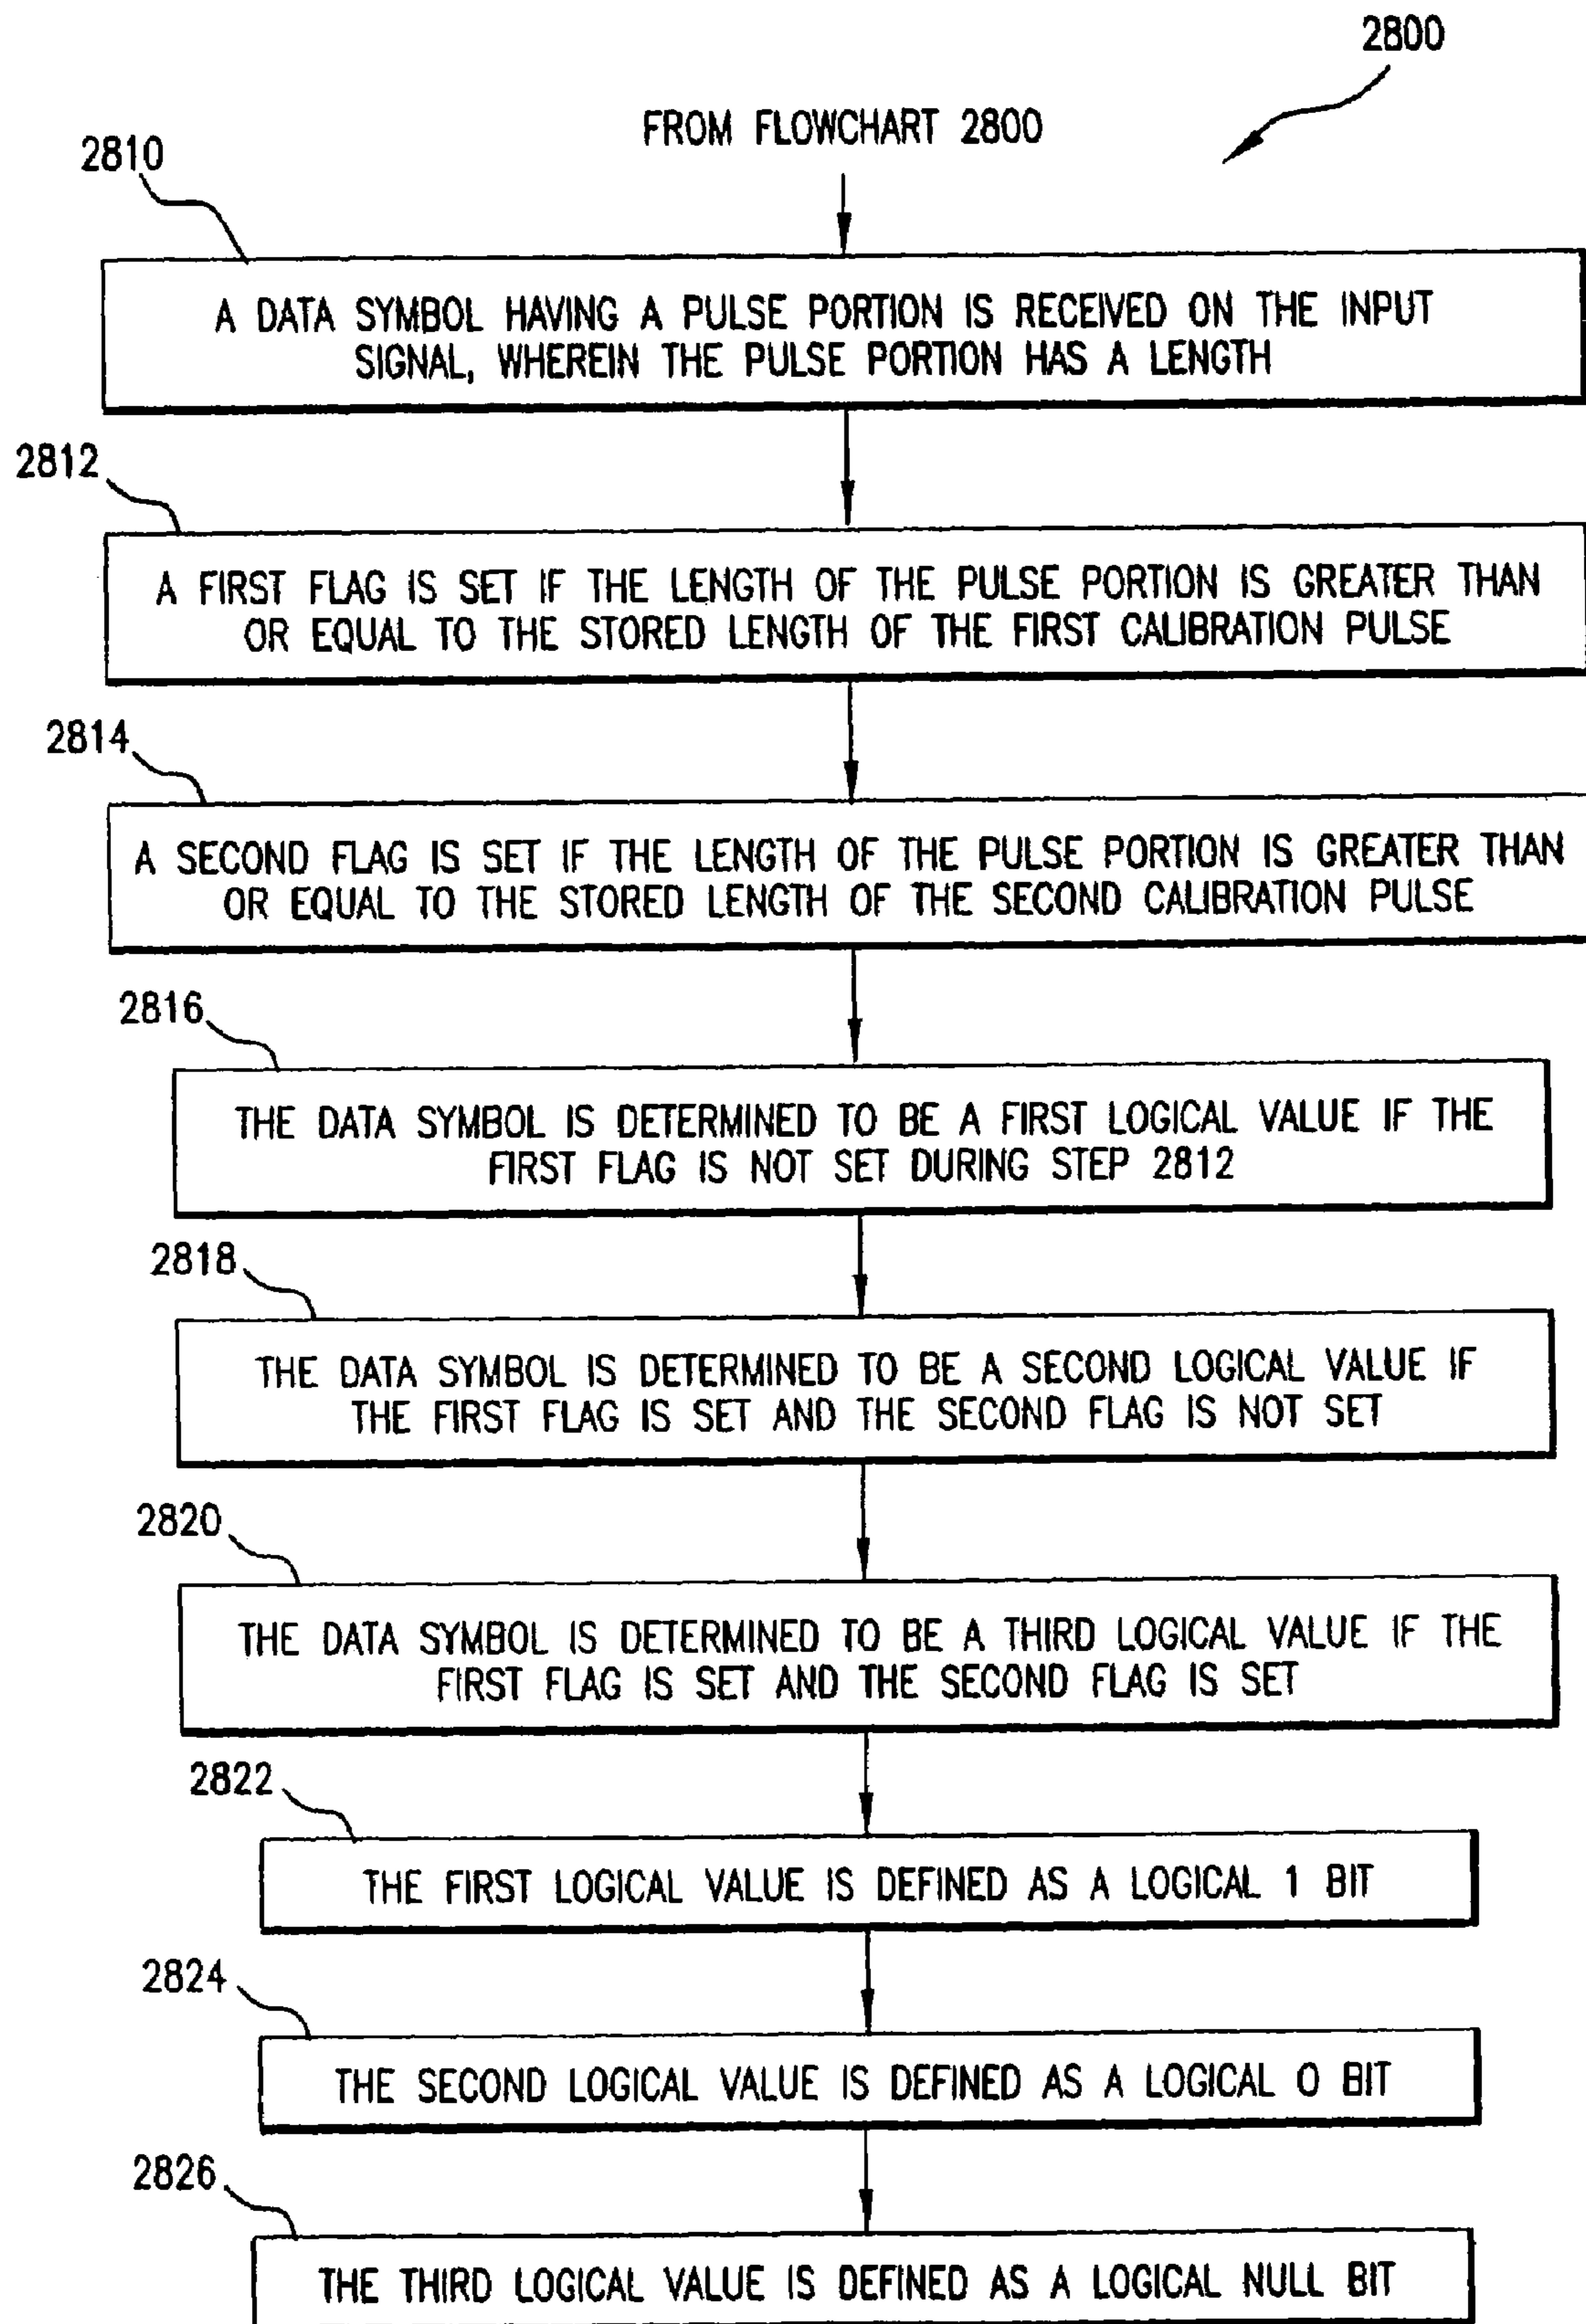 2800
FROM FLOWCHART 2800
2810
A DATA SYMBOL HAVING A PULSE PORTION IS RECEIVED ON THE INPUT
SIGNAL, WHEREIN THE PULSE PORTION HAS A LENGTH
2812
A FIRST FLAG IS SET IF THE LENGTH OF THE PULSE PORTION IS GREATER THAN
OR EQUAL TO THE STORED LENGTH OF THE FIRST CALIBRATION PULSE
2814
A SECOND FLAG IS SET IF THE LENGTH OF THE PULSE PORTION IS GREATER THAN
OR EQUAL TO THE STORED LENGTH OF THE SECOND CALIBRATION PULSE
2816
THE DATA SYMBOL IS DETERMINED TO BE A FIRST LOGICAL VALUE IF THE
FIRST FLAG IS NOT SET DURING STEP 2812
2818
THE DATA SYMBOL IS DETERMINED TO BE A SECOND LOGICAL VALUE IF
THE FIRST FLAG IS SET AND THE SECOND FLAG IS NOT SET
2820
THE DATA SYMBOL IS DETERMINED TO BE A THIRD LOGICAL VALUE IF THE
FIRST FLAG IS SET AND THE SECOND FLAG IS SET
2822
THE FIRST LOGICAL VALUE IS DEFINED AS A LOGICAL 1 BIT
2824
THE SECOND LOGICAL VALUE IS DEFINED AS A LOGICAL 0 BIT
2826
THE THIRD LOGICAL VALUE IS DEFINED AS A LOGICAL NULL BIT